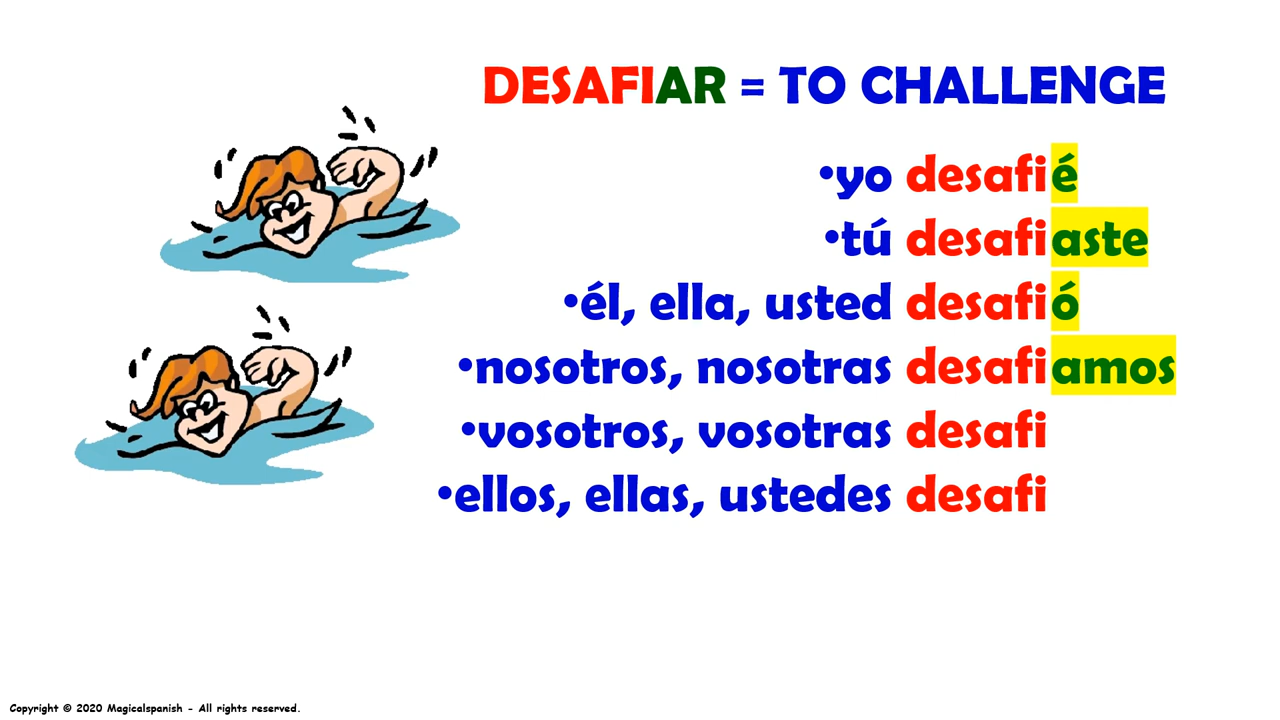 DESAFIAR = TO CHALLENGE
•yo desafié
•tú desafiaste
•él, ella, usted desafió
•nosotros, nosotras desafiamos
•vosotros, vosotras desafi
•ellos, ellas, ustedes desafi
Copyright © 2020 Magicalspanish - All rights reserved.